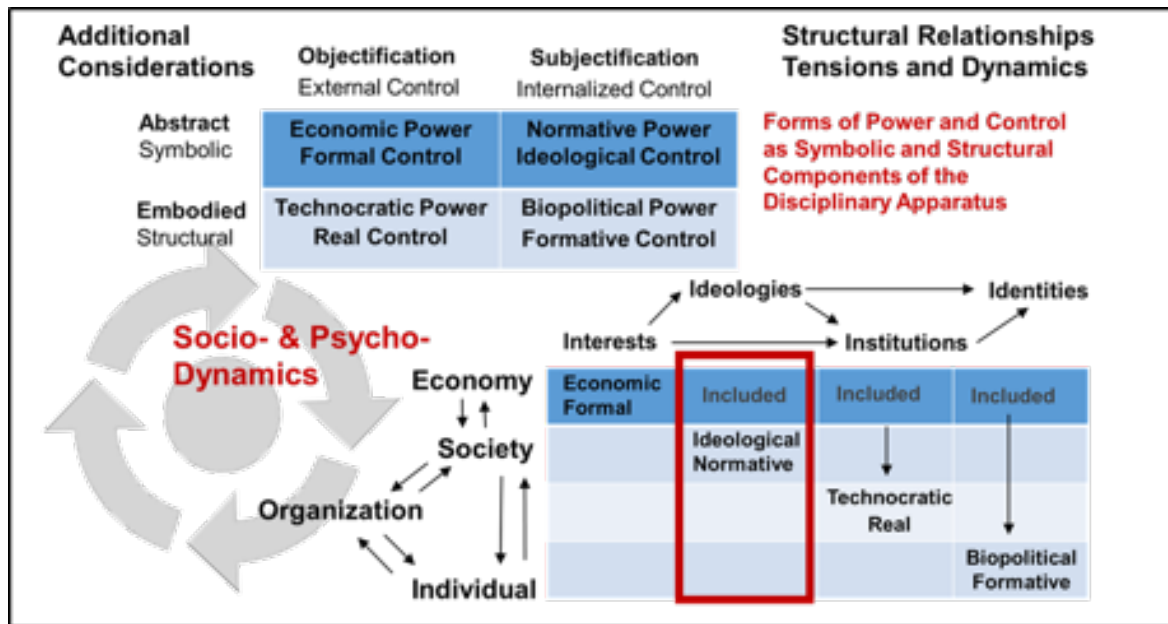 Additional
Considerations
Objectification
External Control
Subjectification
Internalized Control
Structural Relationships
Tensions and Dynamics
Abstract
Symbolic
Economic Power
Formal Control
Normative Power
Ideological Control
Forms of Power and Control
as Symbolic and Structural
Components of the
Disciplinary Apparatus
Embodied
Structural
Technocratic Power
Real Control
Biopolitical Power
Formative Control
Ideologies
Identities
Interests
Institutions
Socio- & Psycho-
Dynamics
Economy
Society
Organization
Individual
Economic
Formal
Included
Included
Included
Ideological
Normative
Technocratic
Real
Biopolitical
Formative